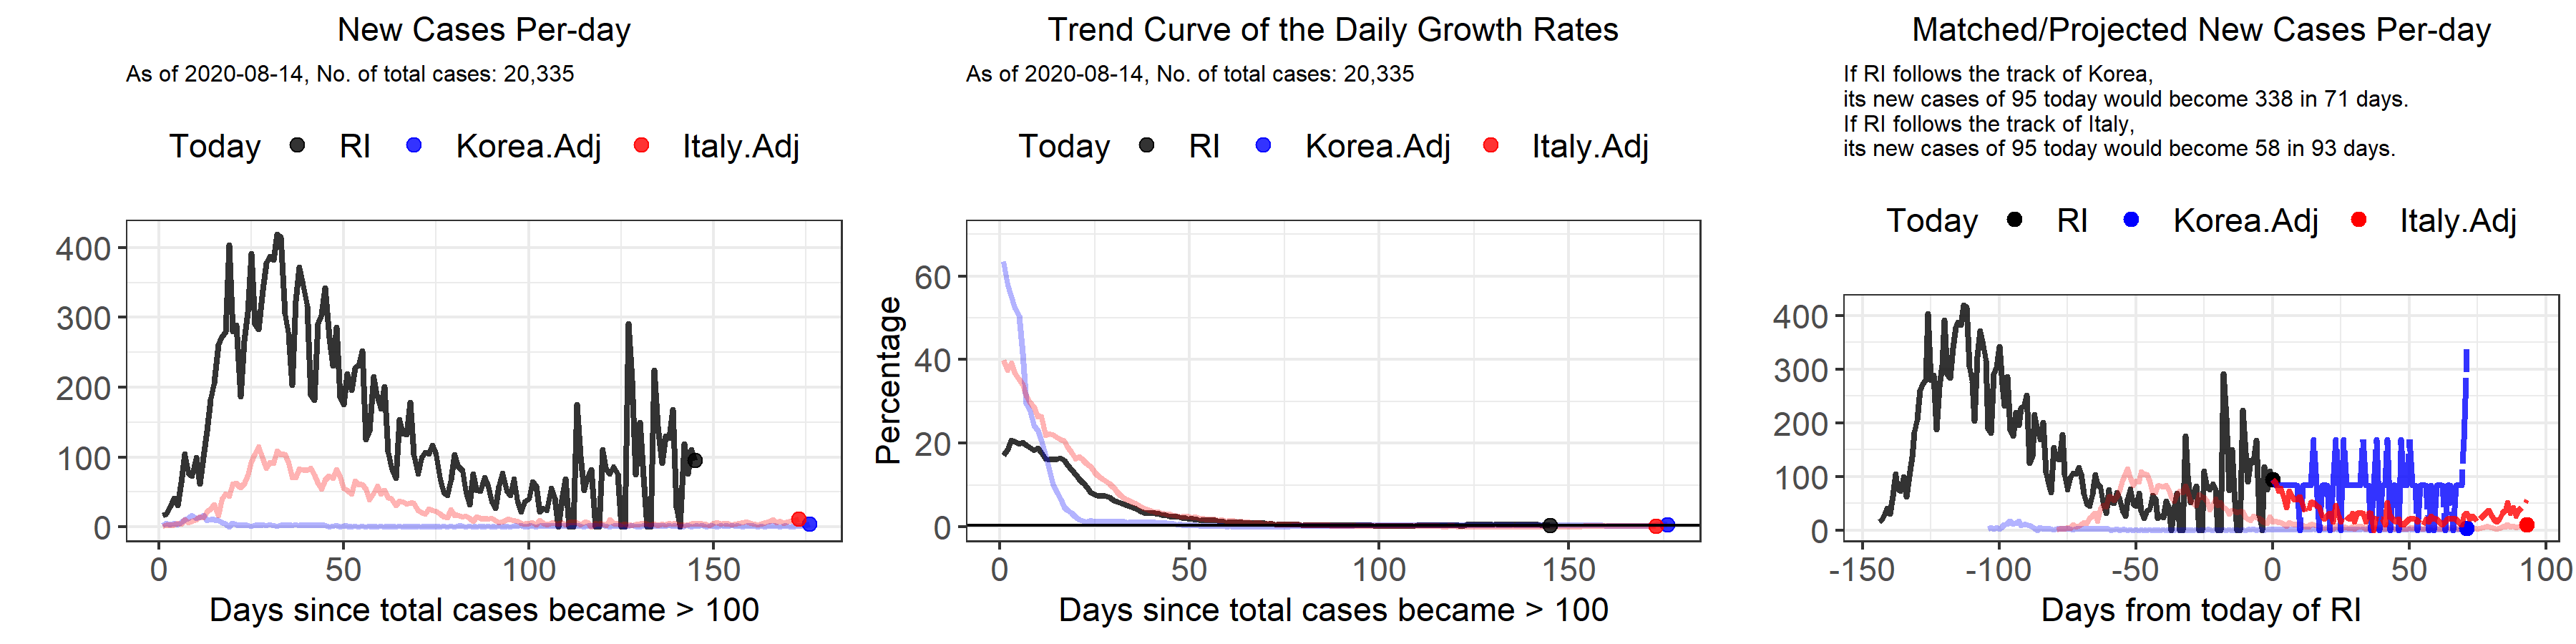 New Cases Per-day
As of 2020-08-14, No. of total cases: 20,335
Today RI Korea.Adj Italy.Adj
400
300
200
100
0
0 50 100 150
Days since total cases became > 100
Trend Curve of the Daily Growth Rates
As of 2020-08-14, No. of total cases: 20,335
Today RI Korea.Adj Italy.Adj
Percentage
60
40
20
0
0 50 100 150
Days since total cases became > 100
Matched/Projected New Cases Per-day
If RI follows the track of Korea,
its new cases of 95 today would become 338 in 71 days.
If RI follows the track of Italy,
its new cases of 95 today would become 58 in 93 days.
Today RI Korea.Adj Italy.Adj
400
300
200
100
0
-150 -100 -50 0 50 100
Days from today of RI